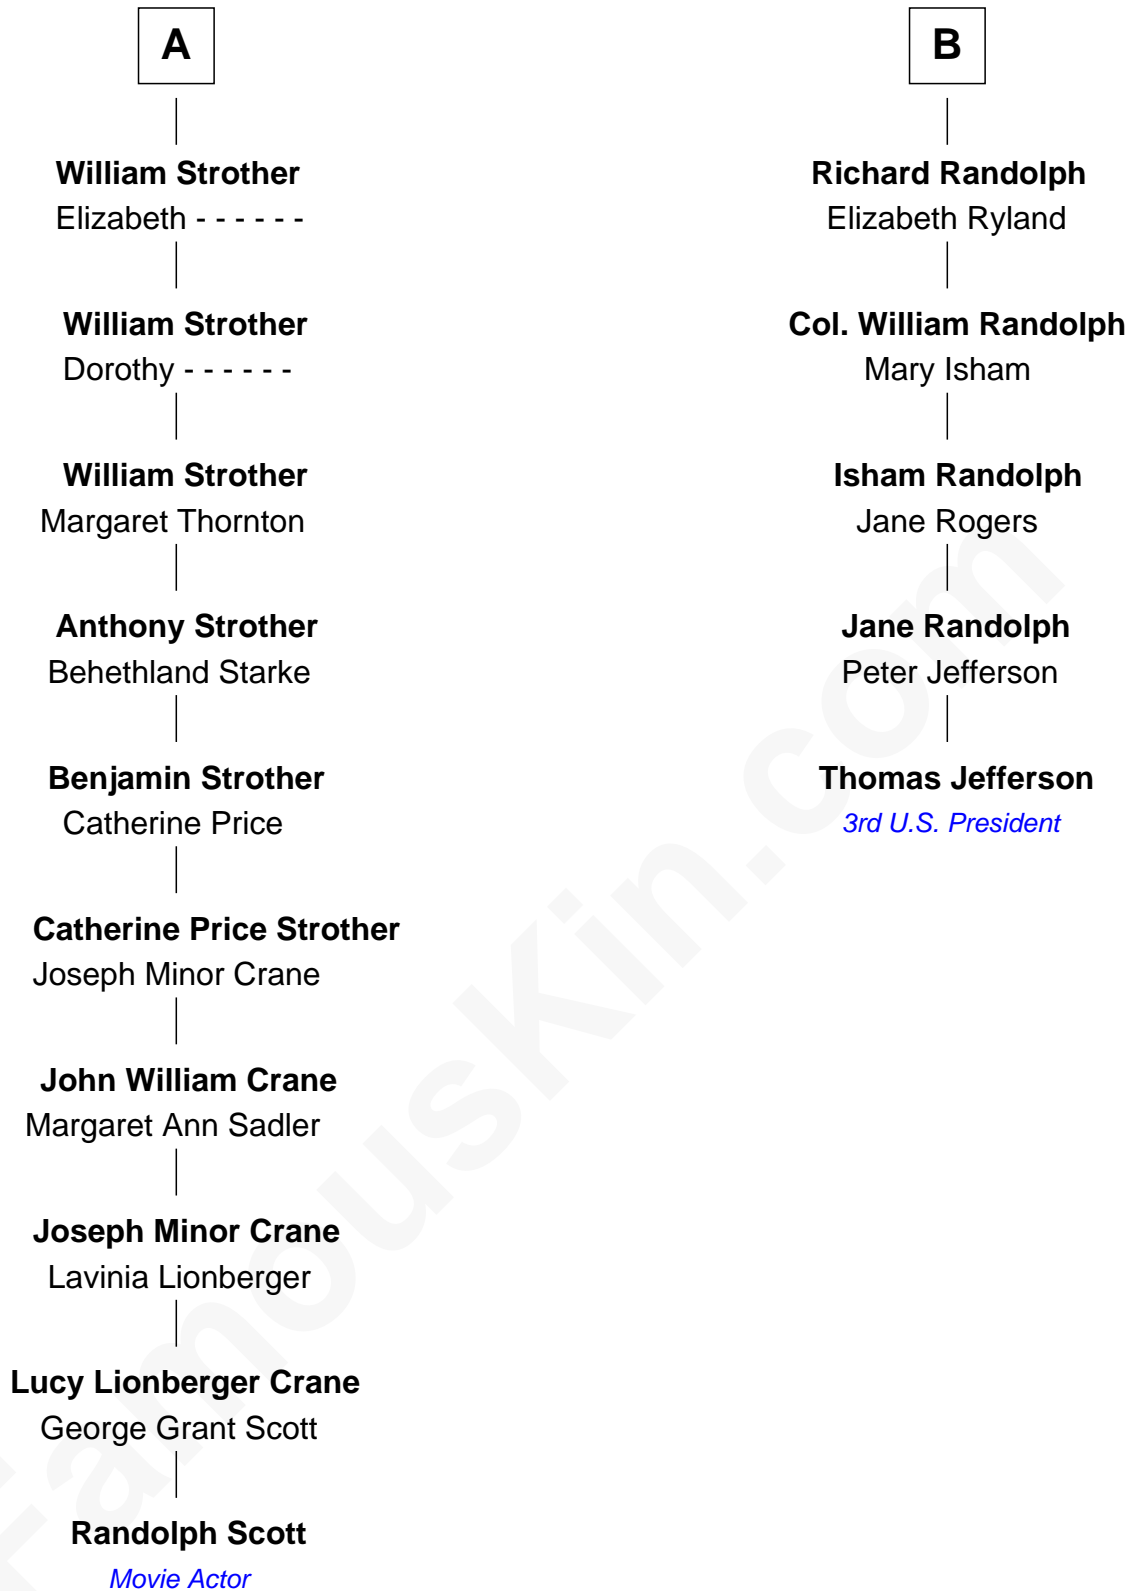 A
William Strother
Elizabeth - - - - - -
William Strother
Dorothy - - - - - -
William Strother
Margaret Thornton
Anthony Strother
Behethland Starke
Benjamin Strother
Catherine Price
Catherine Price Strother
Joseph Minor Crane
John William Crane
Margaret Ann Sadler
Joseph Minor Crane
Lavinia Lionberger
Lucy Lionberger Crane
George Grant Scott
Randolph Scott
Movie Actor
B
Richard Randolph
Elizabeth Ryland
Col. William Randolph
Mary Isham
Isham Randolph
Jane Rogers
Jane Randolph
Peter Jefferson
Thomas Jefferson
3rd U.S. President
FamousKin.com